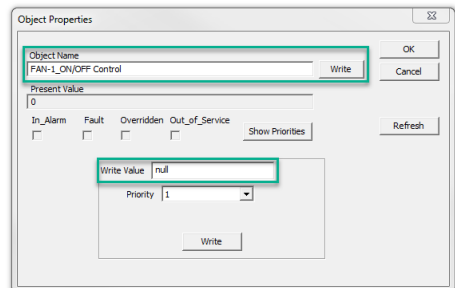 Object Properties
Object Name
FAN-1_ON/OFF Control
Write
OK
Cancel
Present Value
0
In_Alarm Fault Overridden Out_of_Service
Show Priorities
Refresh
Write Value null
Priority 1
Write